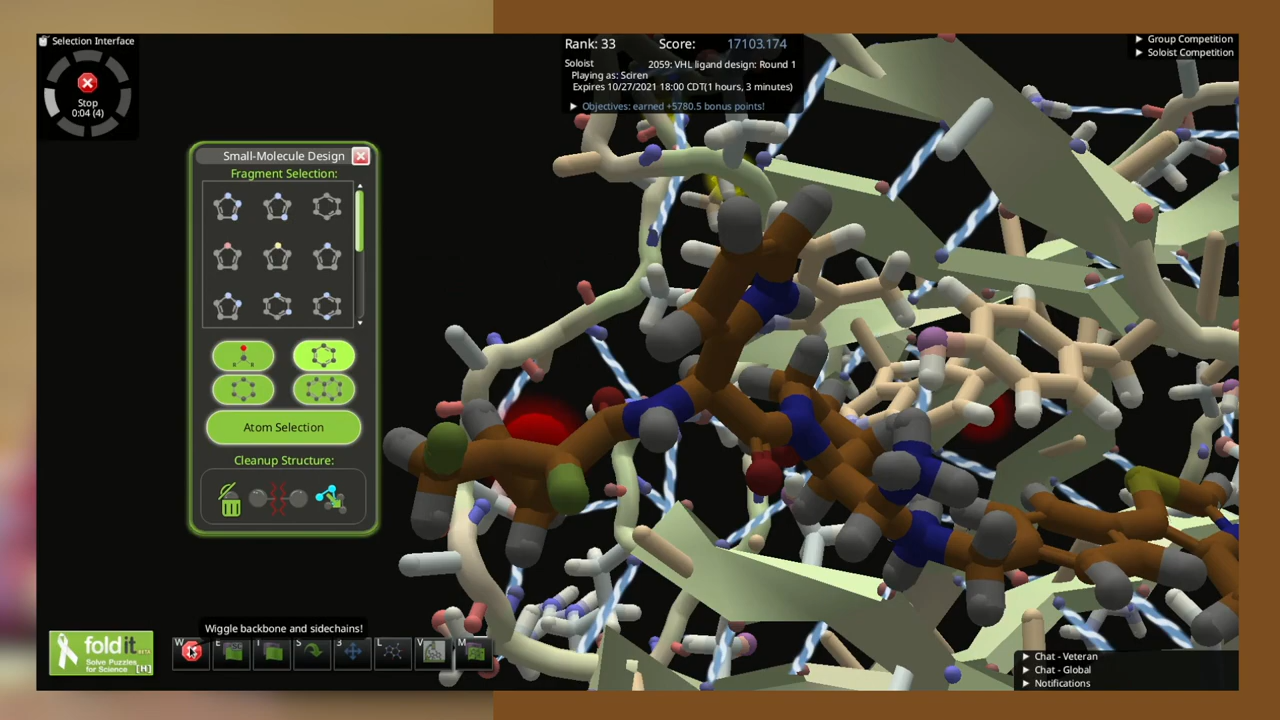 Selection Interface
Stop
0:04 (4)
Rank: 33 Score: 17103.174
Soloist 2059: VHL ligand design: Round 1
Playing as: Sciren
Expires 10/27/2021 18:00 CDT(1 hours, 3 minutes)
Objectives: earned +5780.5 bonus points!
Group Competition
Soloist Competition
Small-Molecule Design
Fragment Selection:
Atom Selection
Cleanup Structure:
Wiggle backbone and sidechains!
W E T S 3 L V M
foldit
BETA
Solve Puzzles
for Science
[H]
Chat - Veteran
Chat - Global
Notifications